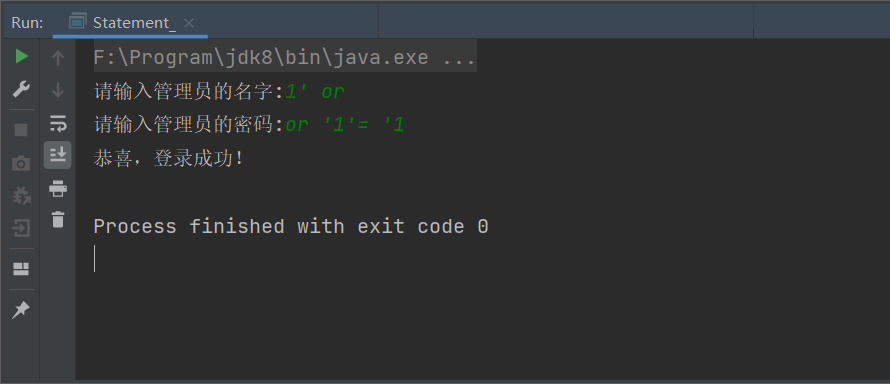 Run: Statement_
F:\Program\jdk8\bin\java.exe ...
请输入管理员的名字:1' or
请输入管理员的密码:or '1'= '1
恭喜，登录成功!
Process finished with exit code 0